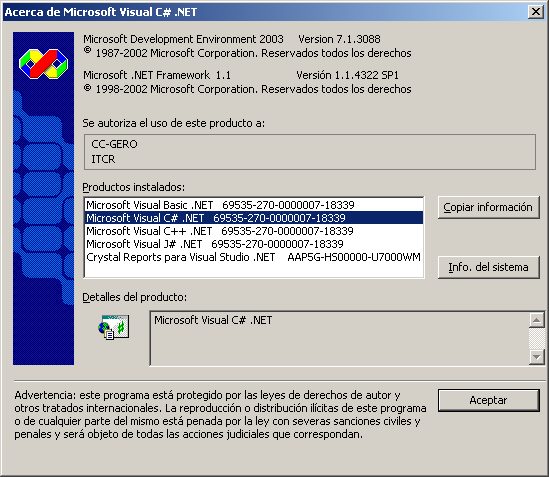 Acerca de Microsoft Visual C# .NET
Microsoft Development Environment 2003 Version 7.1.3088
© 1987-2002 Microsoft Corporation. Reservados todos los derechos
Microsoft .NET Framework 1.1 Versión 1.1.4322 SP1
© 1998-2002 Microsoft Corporation. Reservados todos los derechos
Se autoriza el uso de este producto a:
CC-GERO
ITCR
Productos instalados:
Microsoft Visual Basic .NET 69535-270-0000007-18339
Microsoft Visual C# .NET 69535-270-0000007-18339
Microsoft Visual C++ .NET 69535-270-0000007-18339
Microsoft Visual J# .NET 69535-270-0000007-18339
Crystal Reports para Visual Studio .NET AAP5G-HS00000-U7000WM
Copiar información
Info. del sistema
Detalles del producto:
Microsoft Visual C# .NET
Advertencia: este programa está protegido por las leyes de derechos de autor y
otros tratados internacionales. La reproducción o distribución ilícitas de este programa
o de cualquier parte del mismo está penada por la ley con severas sanciones civiles y
penales y será objeto de todas las acciones judiciales que correspondan.
Aceptar